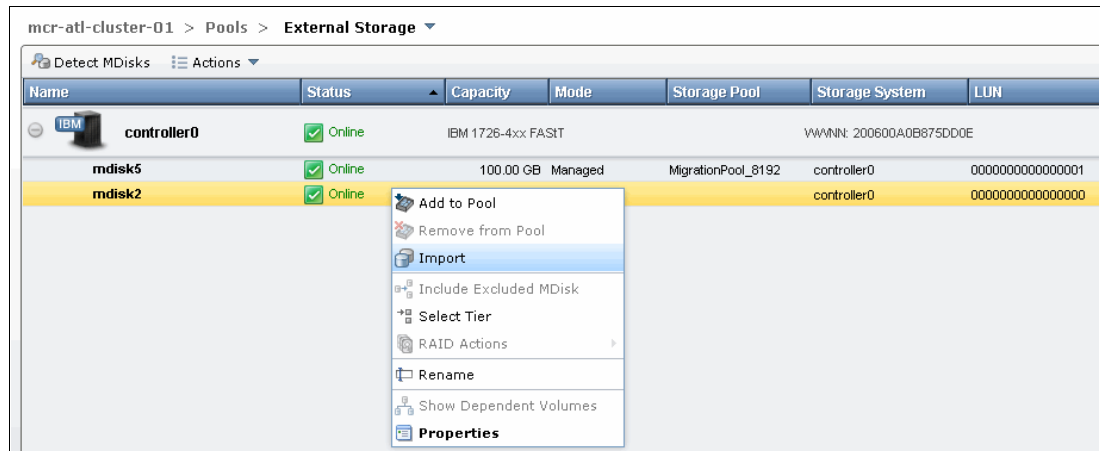 mcr-atl-cluster-01 > Pools > External Storage
Detect MDisks Actions
Name Status Capacity Mode Storage Pool Storage System LUN
IBM controller0 Online IBM 1726-4xx FAStT WWNN: 200600A0B875DD0E
mdisk5 Online 100.00 GB Managed MigrationPool_8192 controller0 0000000000000001
mdisk2 Online controller0 0000000000000000
Add to Pool
Remove from Pool
Import
Include Excluded MDisk
Select Tier
RAID Actions
Rename
Show Dependent Volumes
Properties